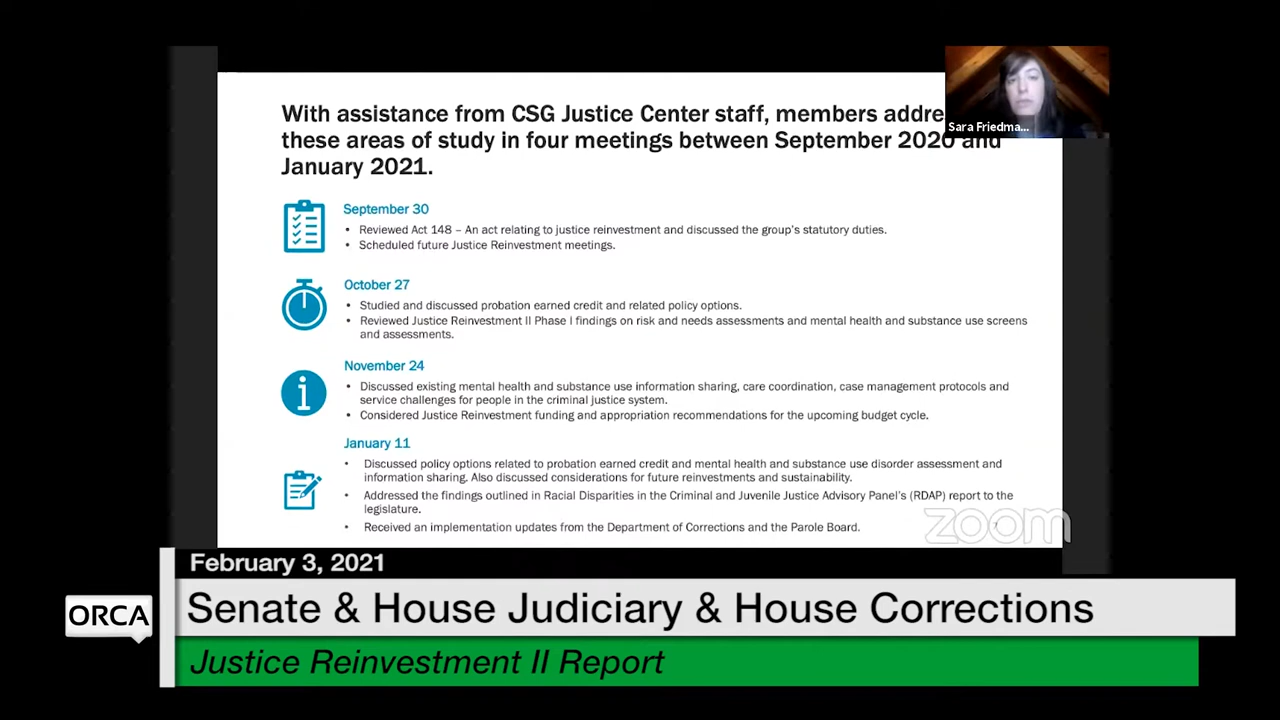 With assistance from CSG Justice Center staff, members addre
these areas of study in four meetings between September 2020 and
January 2021.
Sara Friedma...
September 30
• Reviewed Act 148 – An act relating to justice reinvestment and discussed the group's statutory duties.
• Scheduled future Justice Reinvestment meetings.
October 27
• Studied and discussed probation earned credit and related policy options.
• Reviewed Justice Reinvestment II Phase I findings on risk and needs assessments and mental health and substance use screens
and assessments.
November 24
• Discussed existing mental health and substance use information sharing, care coordination, case management protocols and
service challenges for people in the criminal justice system.
• Considered Justice Reinvestment funding and appropriation recommendations for the upcoming budget cycle.
January 11
• Discussed policy options related to probation earned credit and mental health and substance use disorder assessment and
information sharing. Also discussed considerations for future reinvestments and sustainability.
• Addressed the findings outlined in Racial Disparities in the Criminal and Juvenile Justice Advisory Panel's (RDAP) report to the
legislature.
• Received an implementation updates from the Department of Corrections and the Parole Board.
zoom
February 3, 2021
ORCA
Senate & House Judiciary & House Corrections
Justice Reinvestment II Report